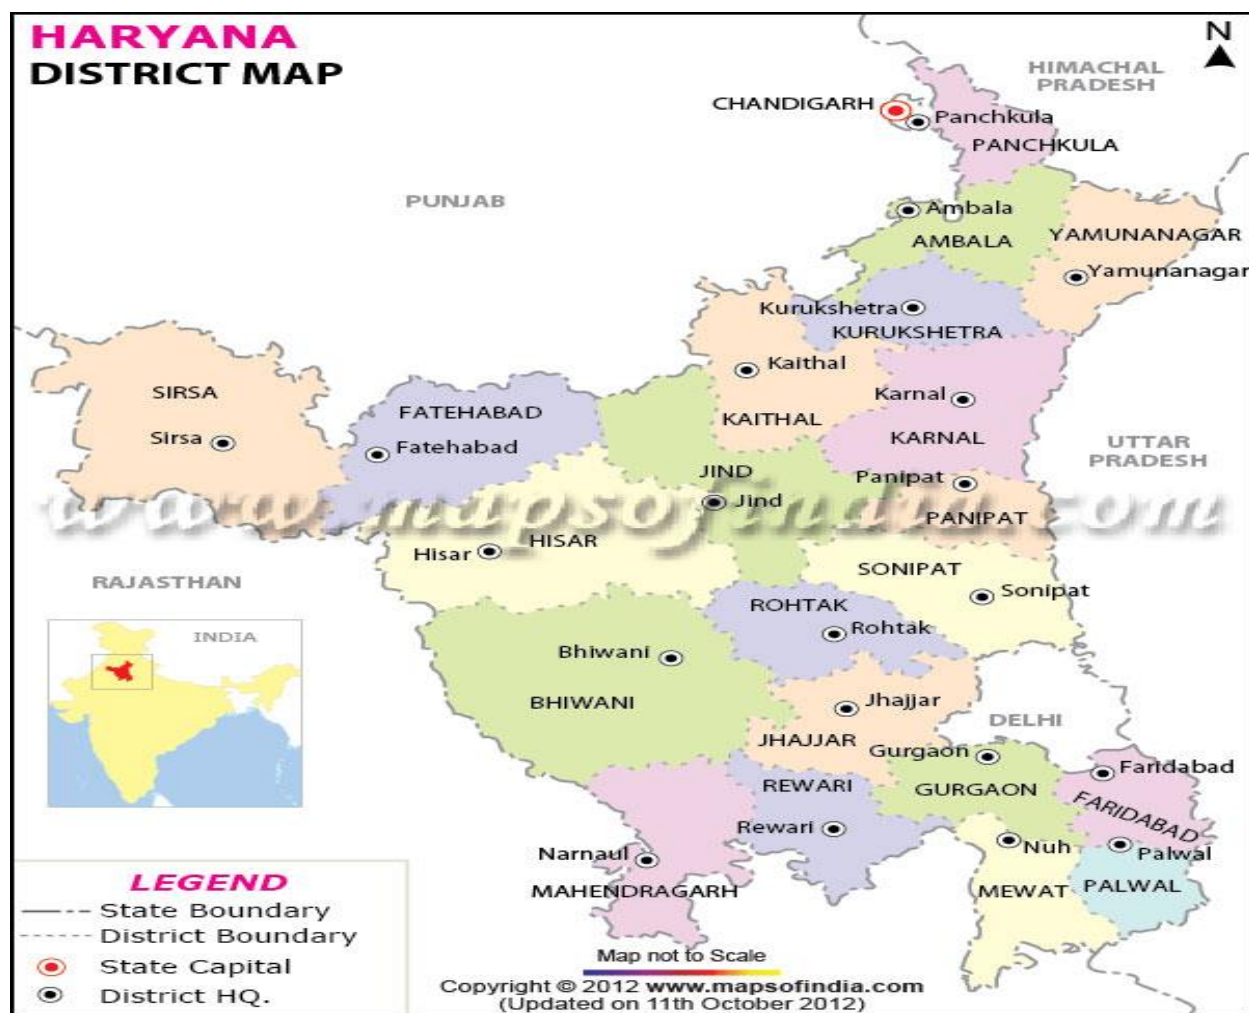 HARYANA
DISTRICT MAP
N
HIMACHAL
PRADESH
CHANDIGARH
Panchkula
PANCHKULA
PUNJAB
Ambala
AMBALA
YAMUNANAGAR
Yamunanagar
Kurukshetra
KURUKSHETRA
Kaithal
KAITHAL
Karnal
KARNAL
SIRSA
Sirsa
FATEHABAD
Fatehabad
UTTAR
PRADESH
JIND
Jind
Panipat
PANIPAT
www.mapsofindia.com
HISAR
Hisar
SONIPAT
Sonipat
RAJASTHAN
ROHTAK
Rohtak
INDIA
Bhiwani
BHIWANI
Jhajjar
JHAJJAR
DELHI
Gurgaon
GURGAON
Faridabad
FARIDABAD
REWARI
Rewari
Nuh
Palwal
Narnaul
MAHENDRAGARH
MEWAT
PALWAL
LEGEND
State Boundary
District Boundary
State Capital
District HQ.
Map not to Scale
Copyright © 2012 www.mapsofindia.com
(Updated on 11th October 2012)